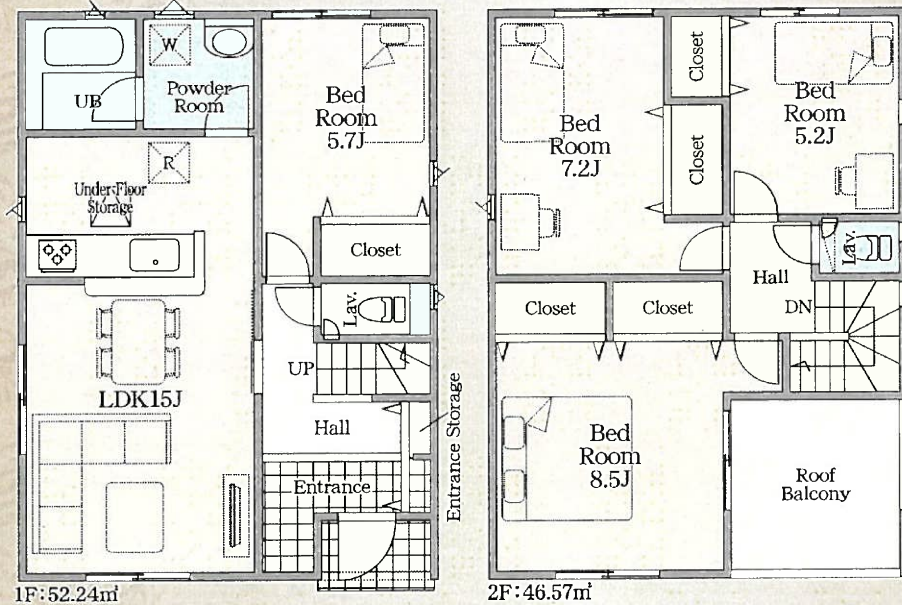 UB
W
Powder
Room
Bed
Room
5.7J
R
Under-Floor
Storage
Closet
Lav.
UP
LDK15J
Hall
Entrance
Entrance Storage
1F:52.24㎡
Bed
Room
7.2J
Closet
Closet
Bed
Room
5.2J
Lav.
Hall
DN
Closet
Closet
Bed
Room
8.5J
Roof
Balcony
2F:46.57㎡